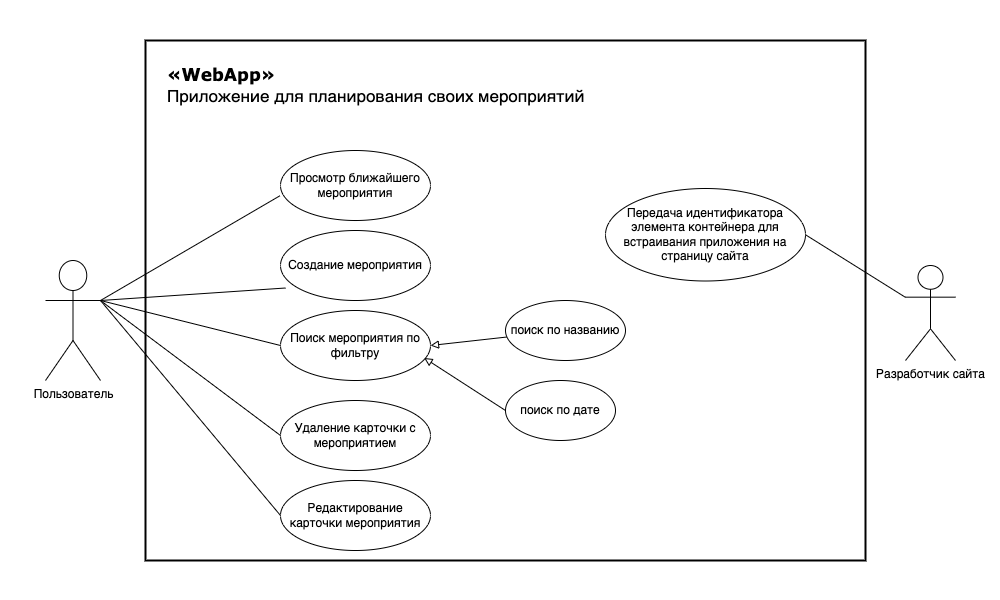 «WebApp»
Приложение для планирования своих мероприятий
Просмотр ближайшего
мероприятия
Передача идентификатора
элемента контейнера для
встраивания приложения на
страницу сайта
Создание мероприятия
поиск по названию
Поиск мероприятия по
фильтру
Разработчик сайта
Пользователь
поиск по дате
Удаление карточки с
мероприятием
Редактирование
карточки мероприятия